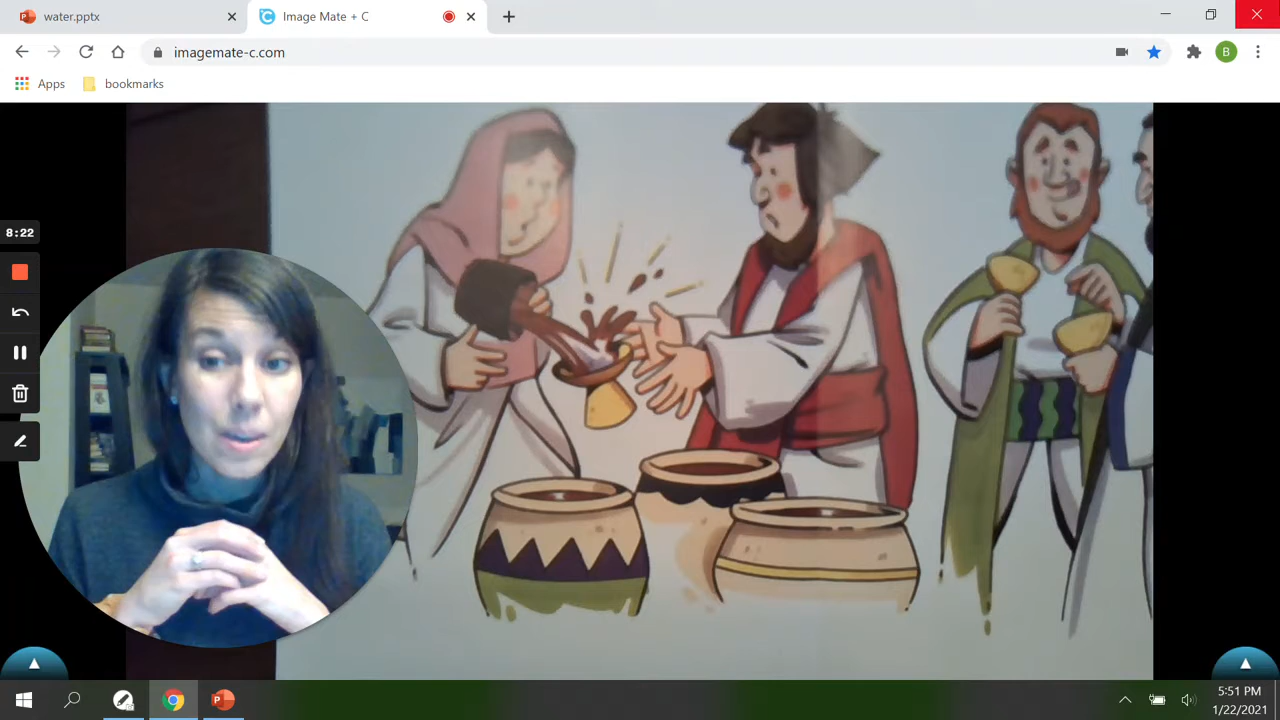 water.pptx
Image Mate + C
imagemate-c.com
B
Apps
bookmarks
8:22
5:51 PM
1/22/2021